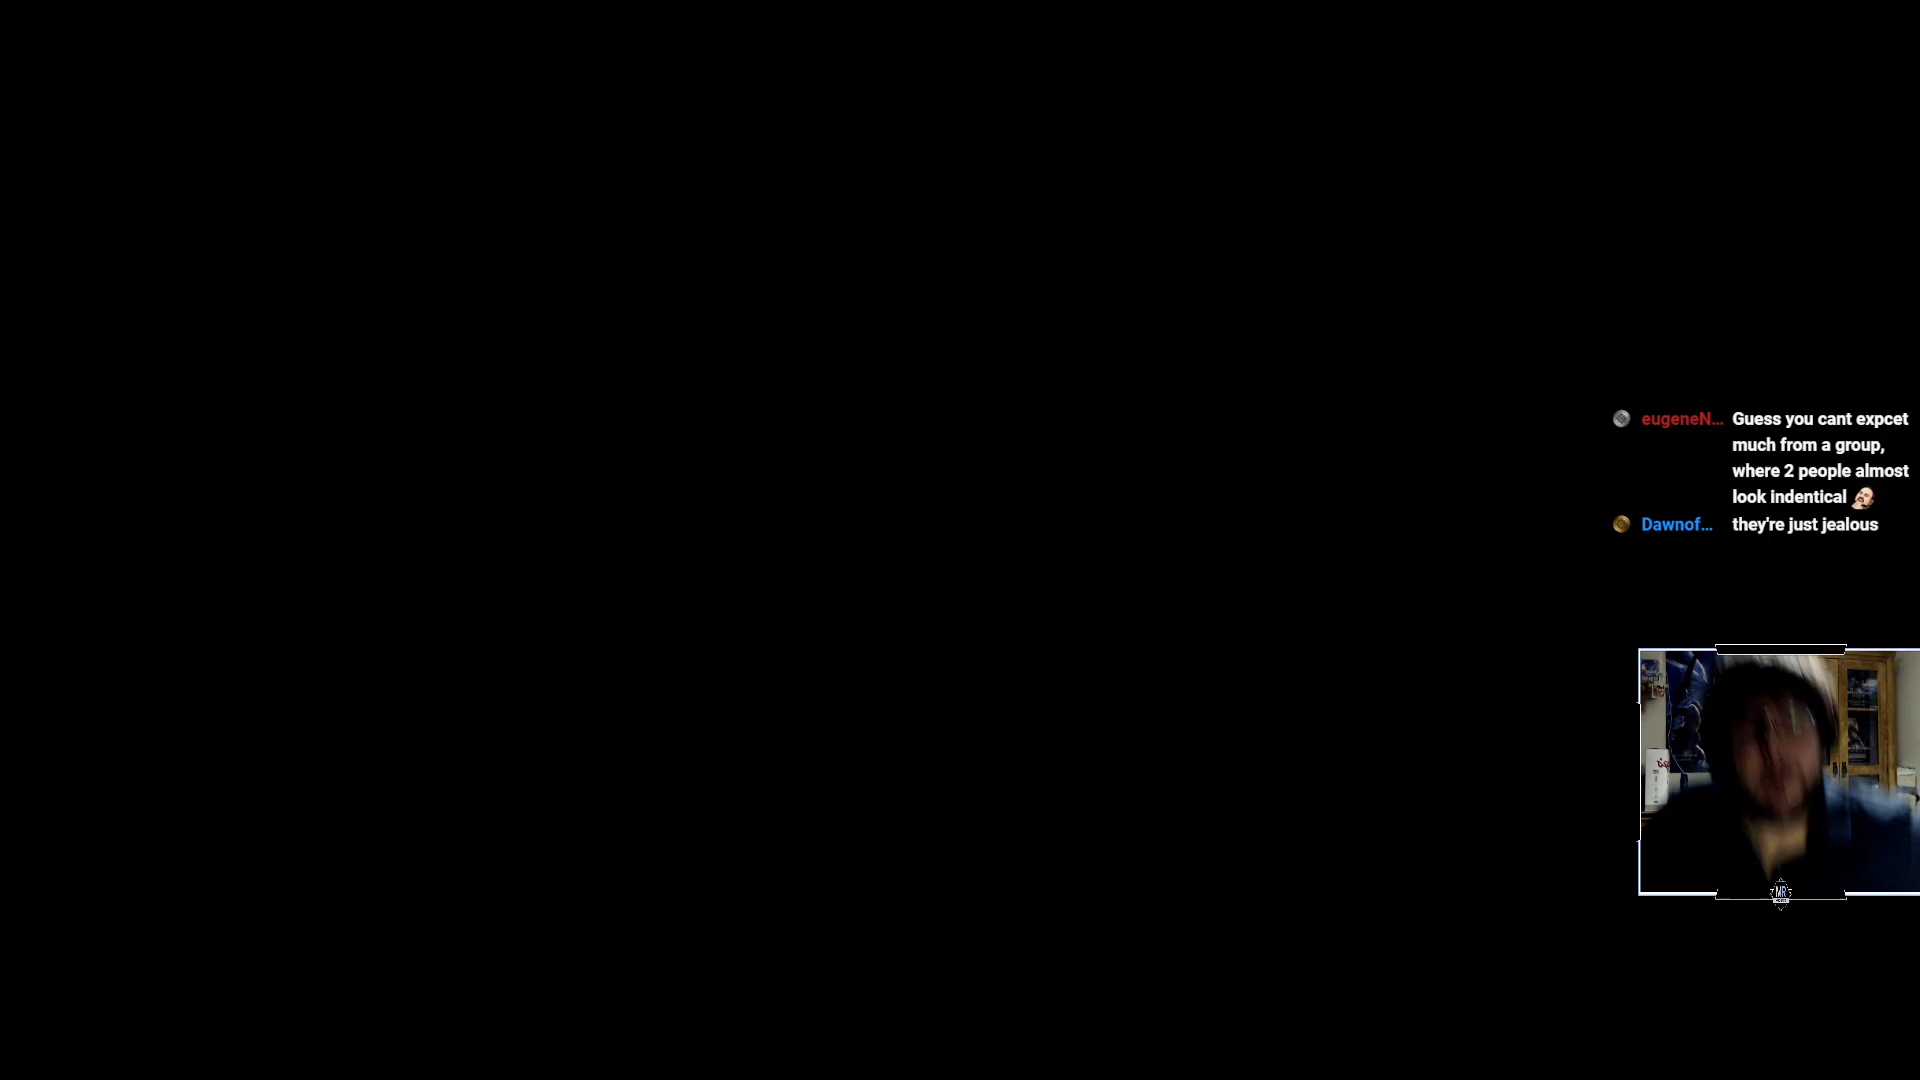 eugeneN... Guess you cant expcet
much from a group,
where 2 people almost
look indentical
Dawnof... they're just jealous
MR